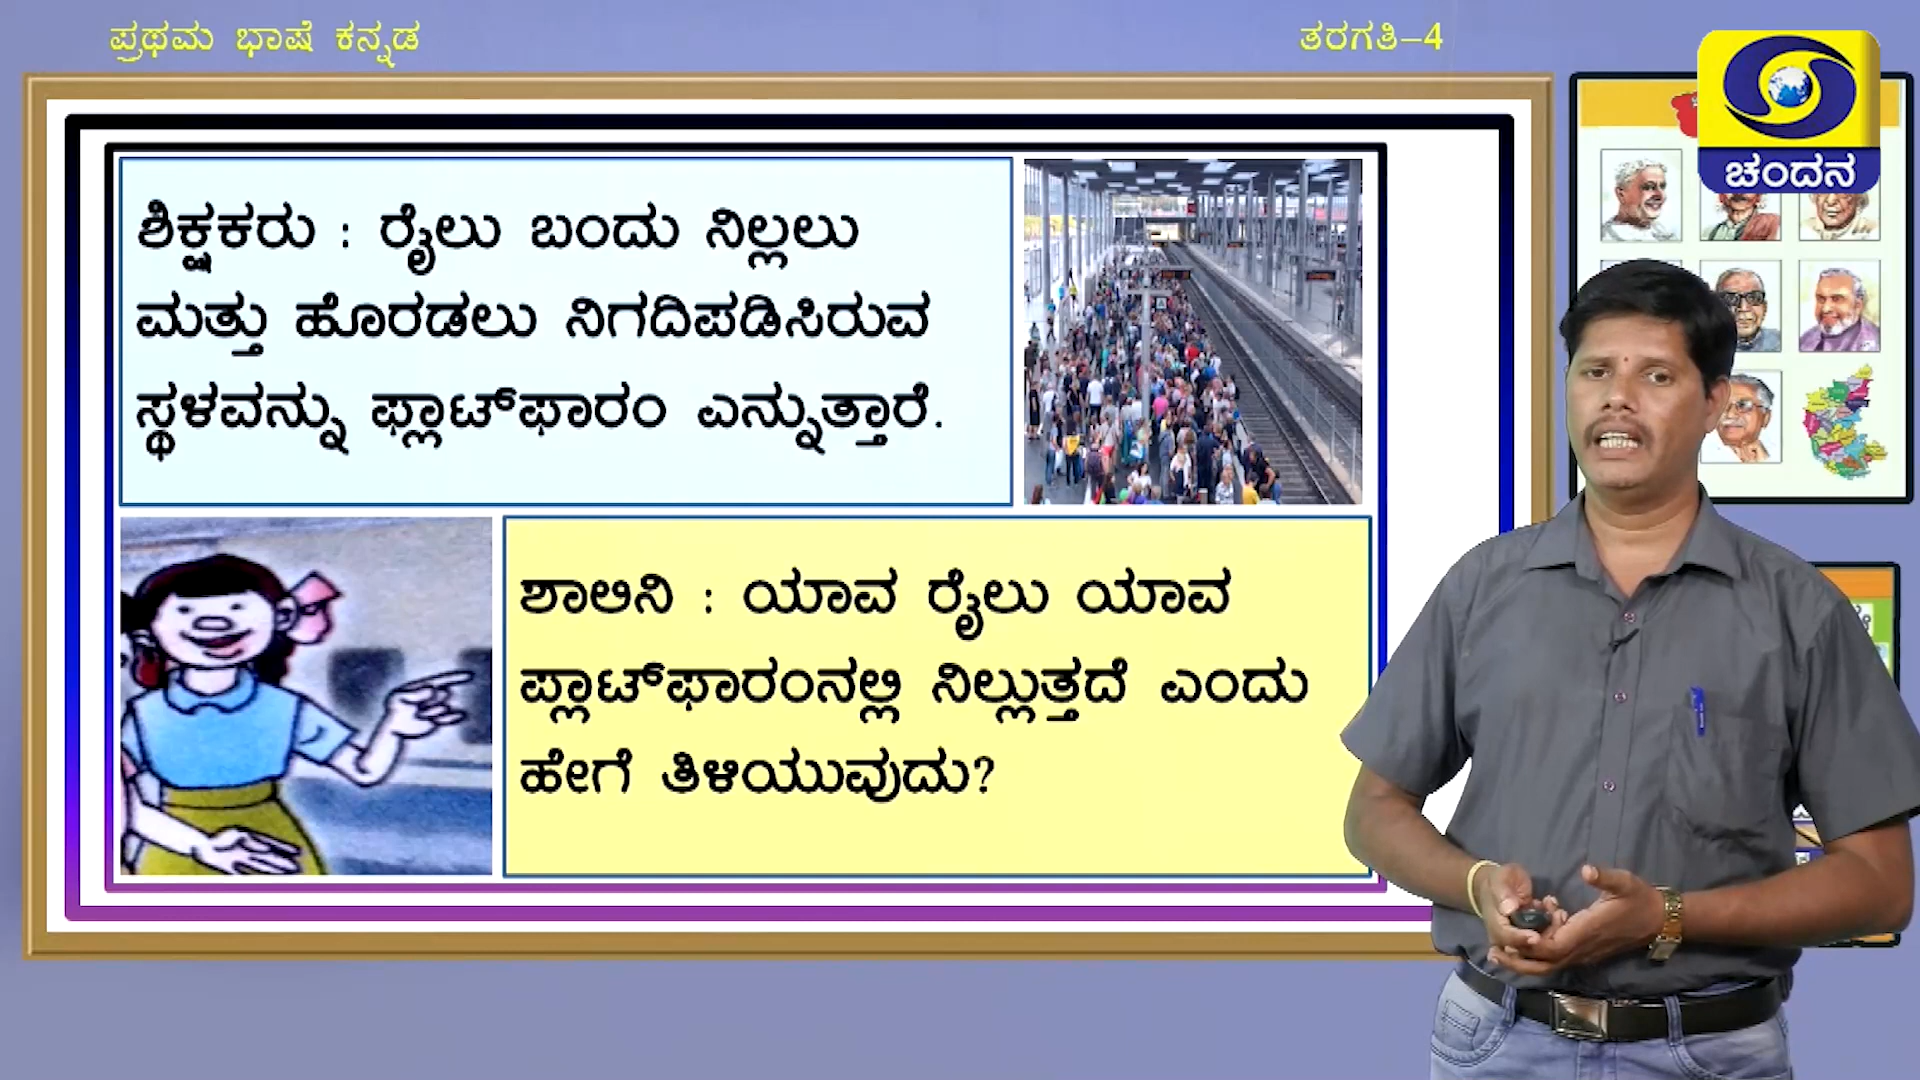 ಪ್ರಥಮ ಭಾಷೆ ಕನ್ನಡ
ತರಗತಿ-4
ಚಂದನ
ಶಿಕ್ಷಕರು : ರೈಲು ಬಂದು ನಿಲ್ಲಲು
ಮತ್ತು ಹೊರಡಲು ನಿಗದಿಪಡಿಸಿರುವ
ಸ್ಥಳವನ್ನು ಫ್ಲಾಟ್‌ಫಾರಂ ಎನ್ನುತ್ತಾರೆ.
ಶಾಲಿನಿ : ಯಾವ ರೈಲು ಯಾವ
ಪ್ಲಾಟ್‌ಫಾರಂನಲ್ಲಿ ನಿಲ್ಲುತ್ತದೆ ಎಂದು
ಹೇಗೆ ತಿಳಿಯುವುದು?